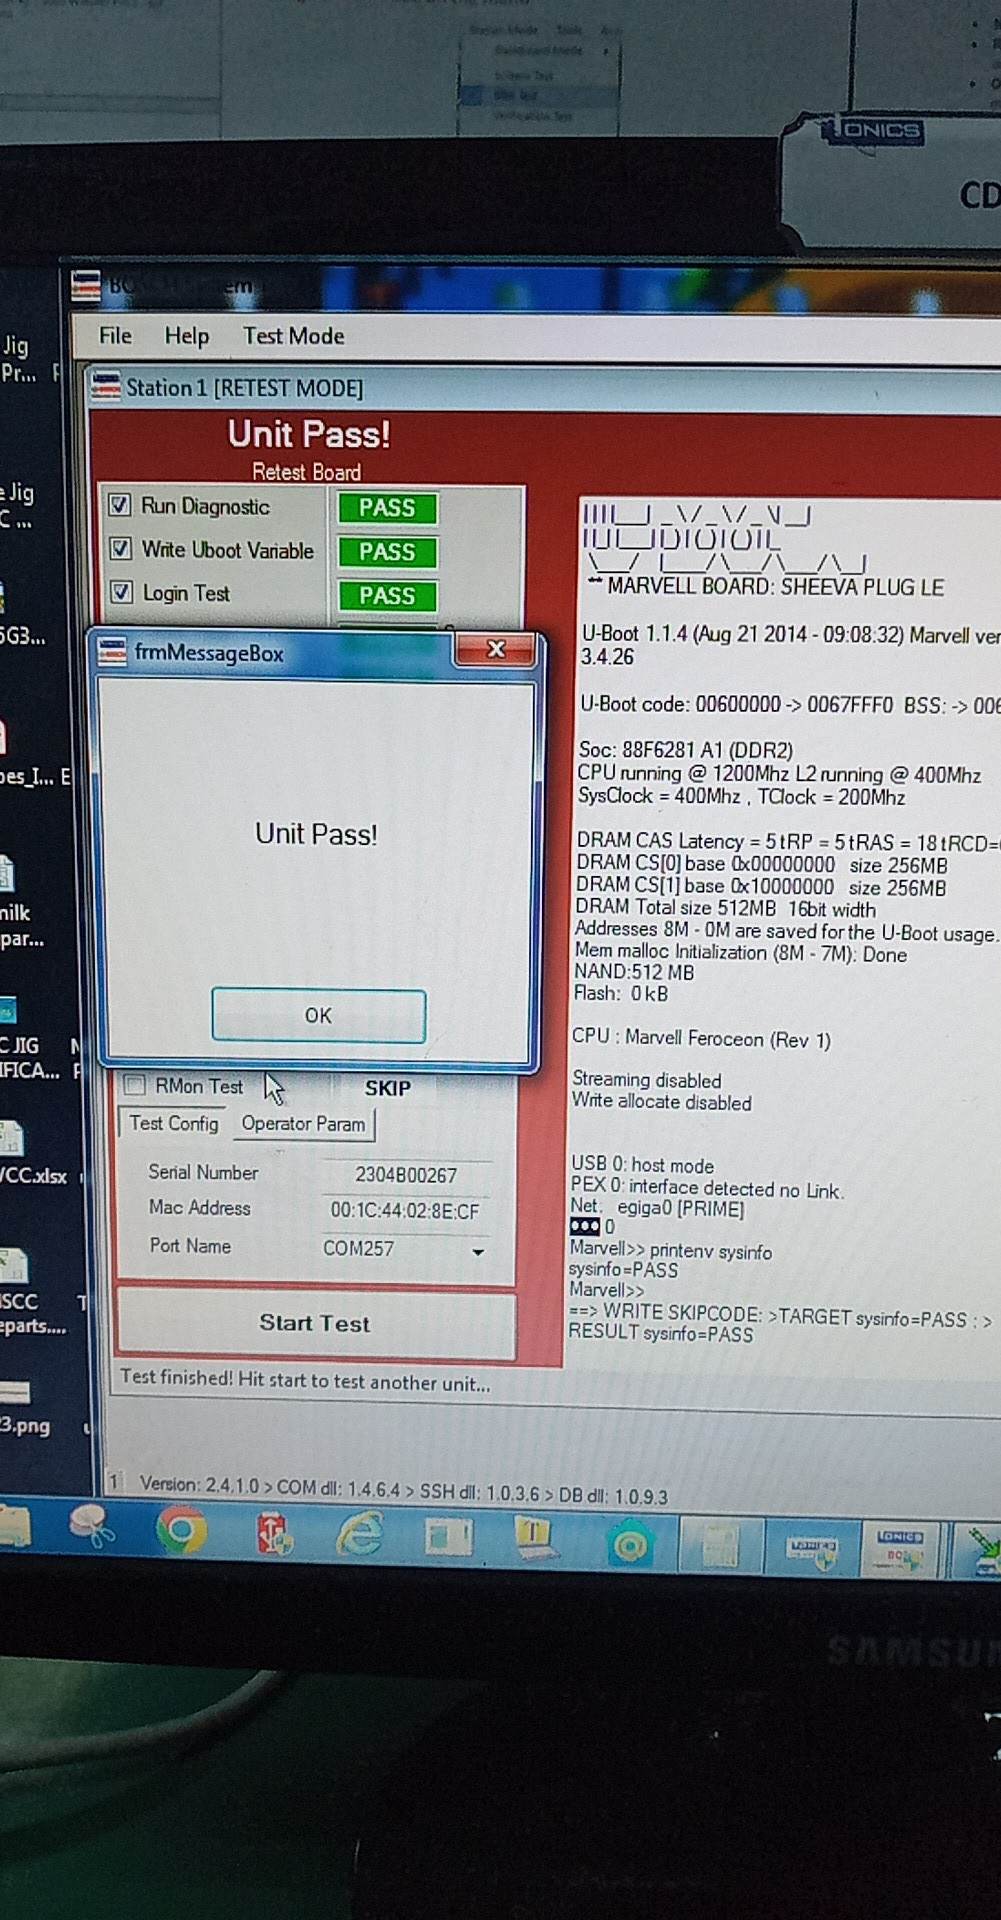 TONICS
CD
File Help Test Mode
Station 1 [RETEST MODE]
Unit Pass!
Retest Board
Run Diagnostic PASS
Write Uboot Variable PASS
Login Test PASS
frmMessageBox
Unit Pass!
OK
RMon Test SKIP
Test Config Operator Param
Serial Number 2304B00267
Mac Address 00:1C:44:02:8E:CF
Port Name COM257
Start Test
Test finished! Hit start to test another unit...
1 Version: 2.4.1.0 > COM dll: 1.4.6.4 > SSH dll: 1.0.3.6 > DB dll: 1.0.9.3
** MARVELL BOARD: SHEEVA PLUG LE
U-Boot 1.1.4 (Aug 21 2014 - 09:08:32) Marvell ver
3.4.26
U-Boot code: 00600000 -> 0067FFF0 BSS: -> 006
Soc: 88F6281 A1 (DDR2)
CPU running @ 1200Mhz L2 running @ 400Mhz
SysClock = 400Mhz , TClock = 200Mhz
DRAM CAS Latency = 5 tRP = 5 tRAS = 18 tRCD=
DRAM CS[0] base 0x00000000 size 256MB
DRAM CS[1] base 0x10000000 size 256MB
DRAM Total size 512MB 16bit width
Addresses 8M - 0M are saved for the U-Boot usage.
Mem malloc Initialization (8M - 7M): Done
NAND:512 MB
Flash: 0 kB
CPU : Marvell Feroceon (Rev 1)
Streaming disabled
Write allocate disabled
USB 0: host mode
PEX 0: interface detected no Link.
Net: egiga0 [PRIME]
0
Marvell>> printenv sysinfo
sysinfo=PASS
Marvell>>
==> WRITE SKIPCODE: >TARGET sysinfo=PASS : >
RESULT sysinfo=PASS
Jig
Pr...
Jig
C ...
5G3...
oes_I... E
milk
par...
C JIG
IFICA...
/CC.xlsx
SCC
eparts....
3.png
TONICS
SAMSUN